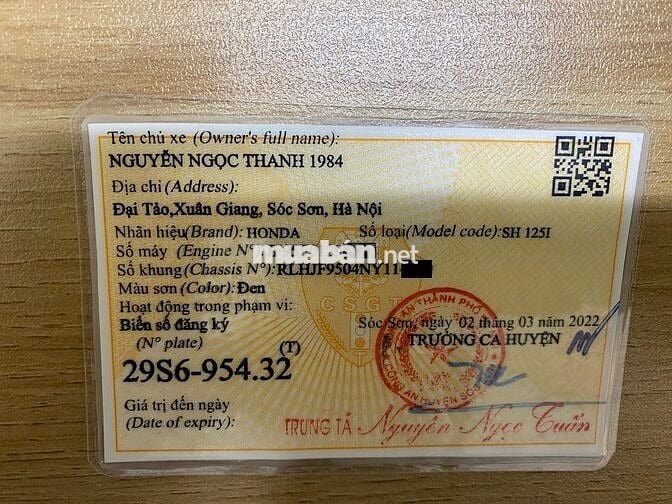 Tên chủ xe (Owner's full name):
NGUYỄN NGỌC THANH 1984
Địa chỉ (Address):
Đại Tảo,Xuân Giang, Sóc Sơn, Hà Nội
Nhãn hiệu(Brand): HONDA Số loại(Model code): SH 125I
Số máy (Engine N°
muaban.net
Số khung (Chassis N°): RLHJF9504NY11
Màu sơn (Color): Đen
CSGT
Hoạt động trong phạm vi:
Biển số đăng ký
(N° plate) (T)
29S6-954.32
Giá trị đến ngày
(Date of expiry):
Sóc Sơn, ngày 02 tháng 03 năm 2022
TRƯỞNG CA HUYỆN
CÔNG AN HUYỆN
TRUNG TÁ Nguyễn Ngọc Tuấn